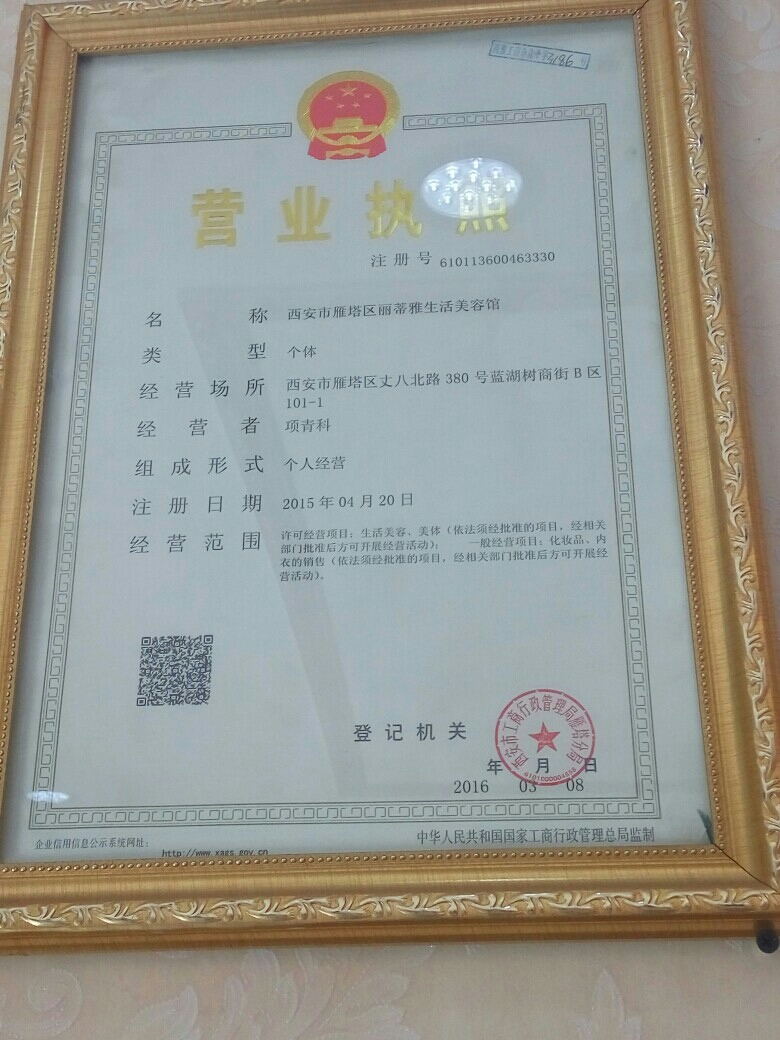 3486
营业执照
注册号 610113600463330
名称 西安市雁塔区丽蒂雅生活美容馆
类型 个体
经营场所 西安市雁塔区丈八北路 380 号蓝湖树商街 B 区
101-1
经营者 项青科
组成形式 个人经营
注册日期 2015 年 04 月 20 日
经营范围 许可经营项目：生活美容、美体（依法须经批准的项目，经相关
部门批准后方可开展经营活动）； 一般经营项目：化妆品、内
衣的销售（依法须经批准的项目，经相关部门批准后方可开展经
营活动）。
登记机关
西安市工商行政管理局雁塔分局
年 月 日
2016 03 08
企业信用信息公示系统网址： http://www.xags.gov.cn
中华人民共和国国家工商行政管理总局监制